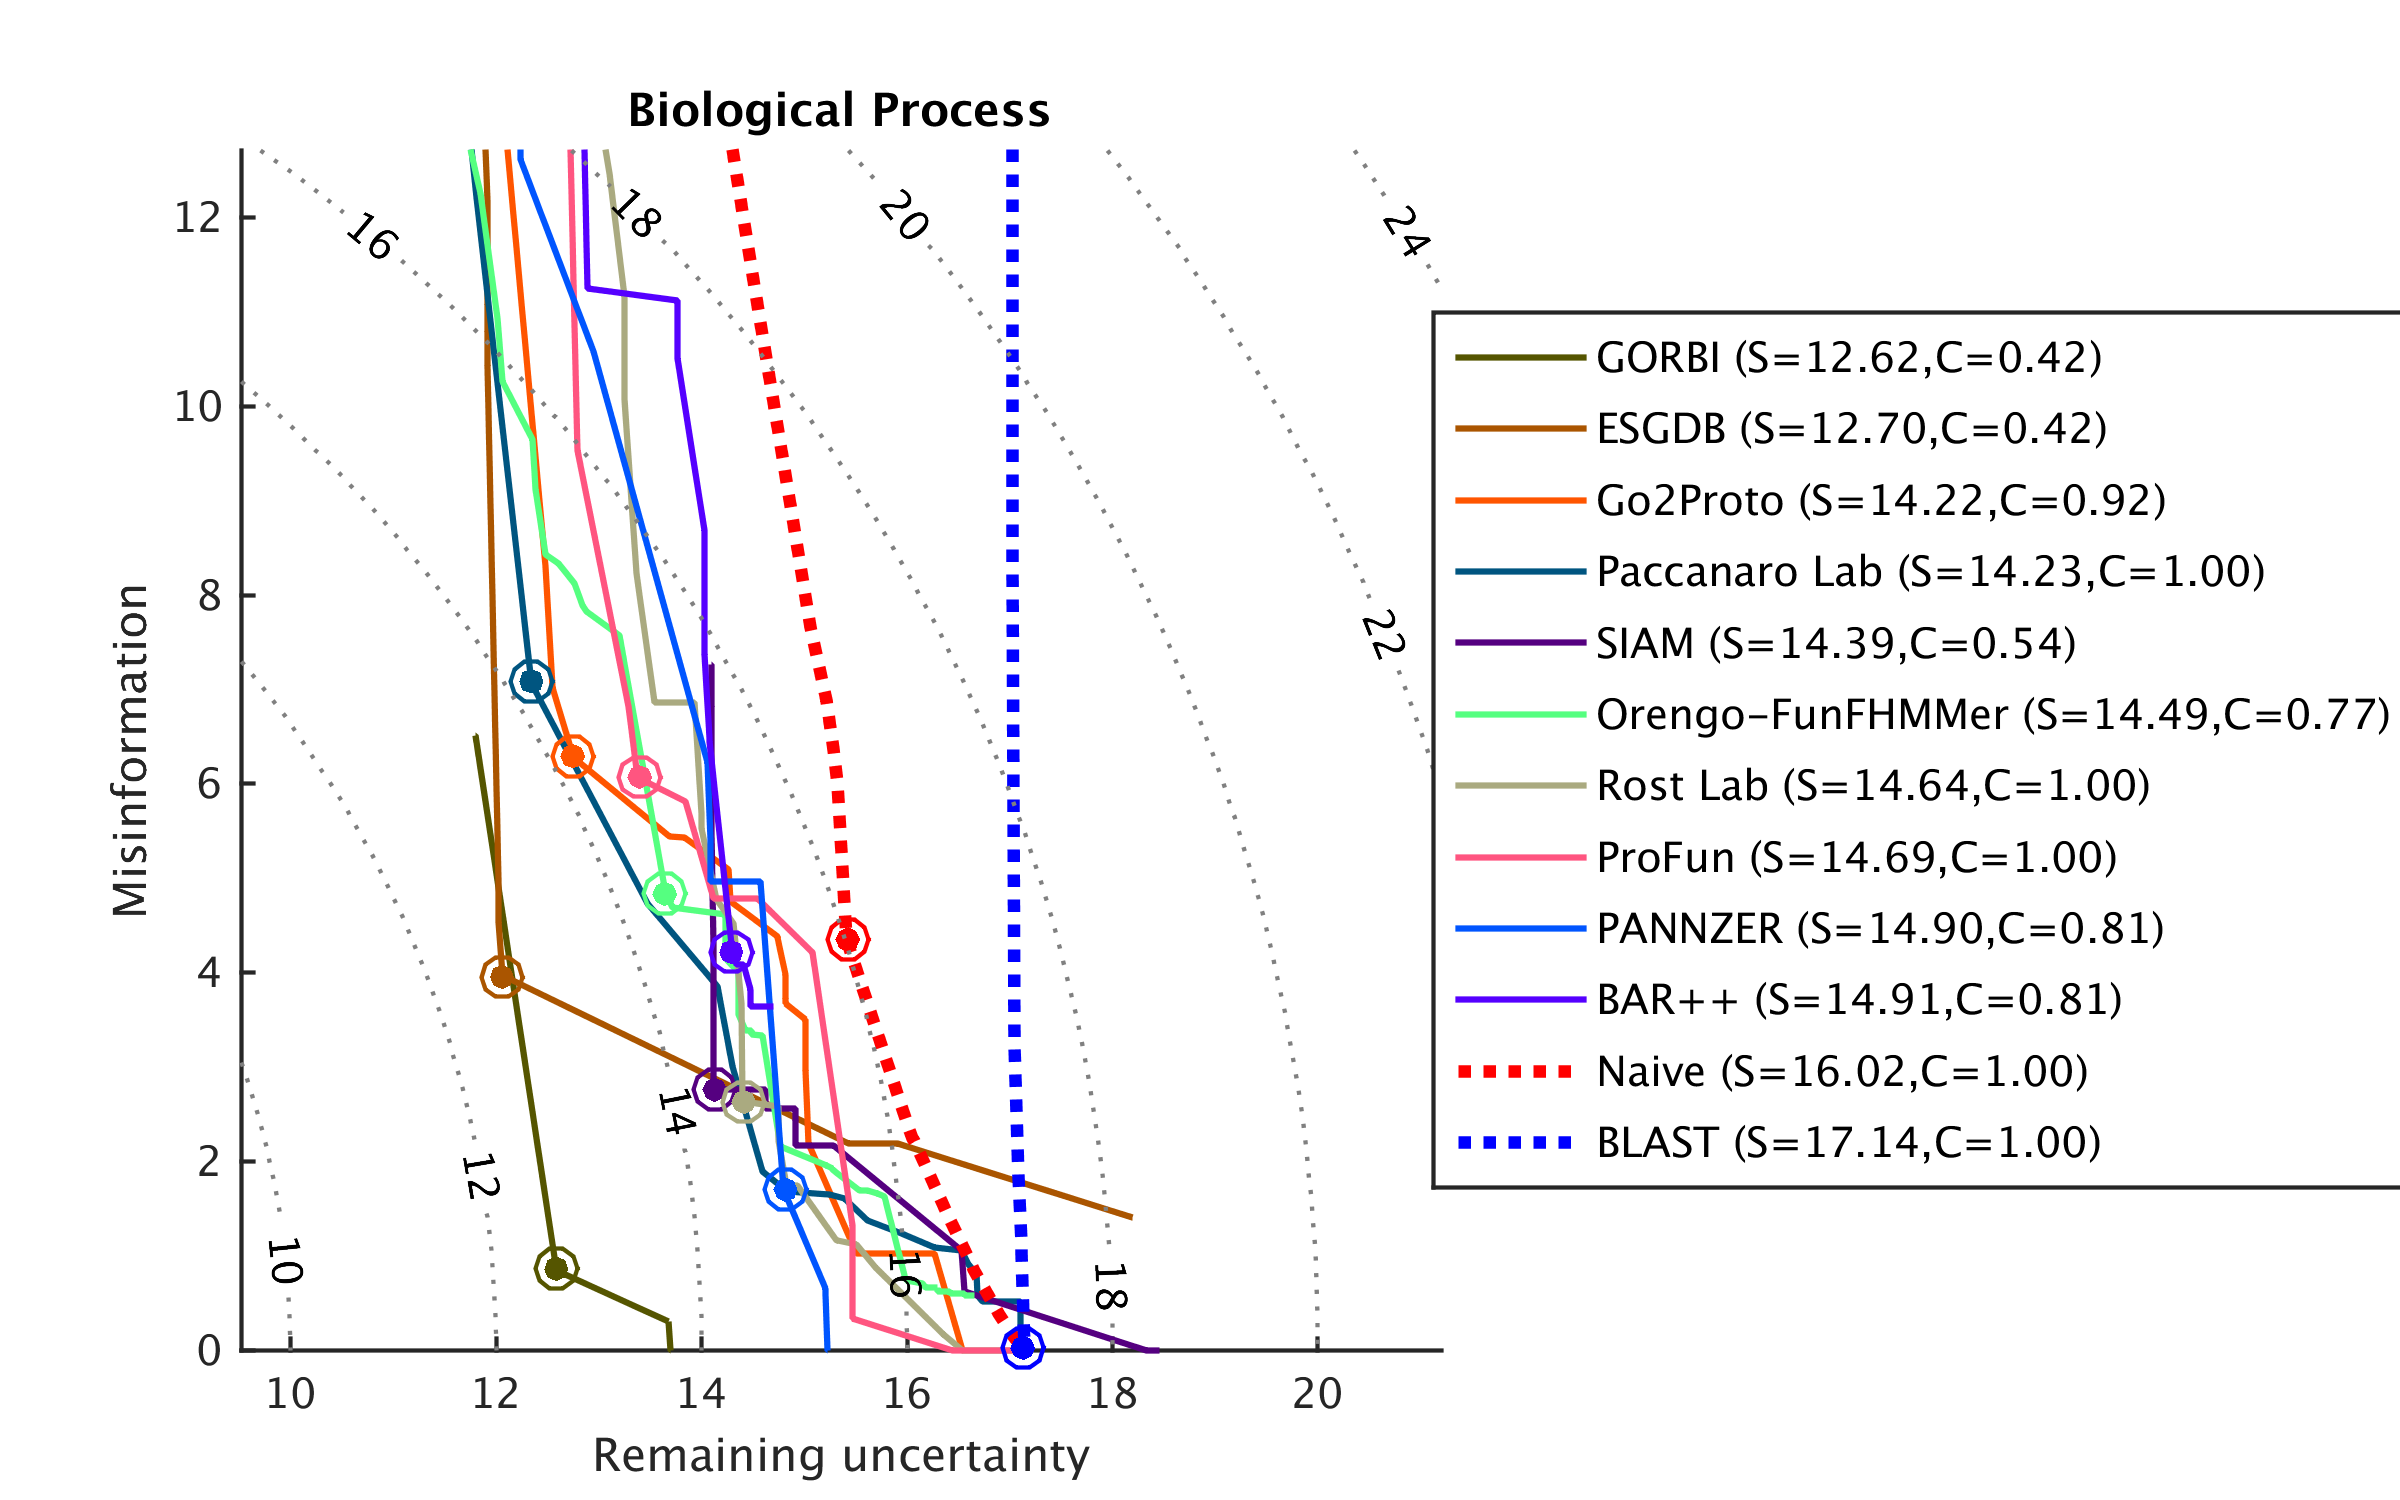 Biological Process
Misinformation
12
10
8
6
4
2
0
10
12
14
16
18
20
Remaining uncertainty
16
18
20
24
22
14
12
10
16
18
GORBI (S=12.62,C=0.42)
ESGDB (S=12.70,C=0.42)
Go2Proto (S=14.22,C=0.92)
Paccanaro Lab (S=14.23,C=1.00)
SIAM (S=14.39,C=0.54)
Orengo-FunFHMMer (S=14.49,C=0.77)
Rost Lab (S=14.64,C=1.00)
ProFun (S=14.69,C=1.00)
PANNZER (S=14.90,C=0.81)
BAR++ (S=14.91,C=0.81)
Naive (S=16.02,C=1.00)
BLAST (S=17.14,C=1.00)